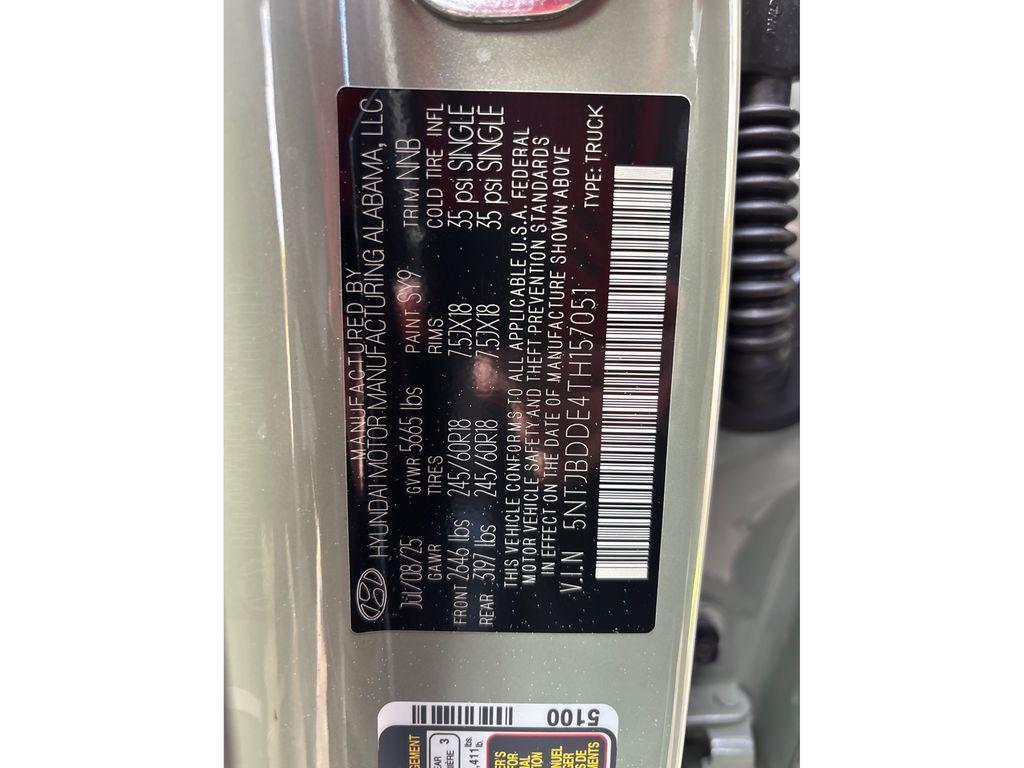 MANUFACTURED BY
HYUNDAI MOTOR MANUFACTURING ALABAMA, LLC
JUL/08/25 GVWR 5665 lbs PAINT SY9 TRIM NNB
GAWR TIRES RIMS COLD TIRE INFL
FRONT 2646 lbs 245/60R18 7.5JX18 35 psi SINGLE
REAR 3197 lbs 245/60R18 7.5JX18 35 psi SINGLE
THIS VEHICLE CONFORMS TO ALL APPLICABLE U.S.A. FEDERAL
MOTOR VEHICLE SAFETY AND THEFT PREVENTION STANDARDS
IN EFFECT ON THE DATE OF MANUFACTURE SHOWN ABOVE
V.I.N 5NTJBDDE4TH157051 TYPE: TRUCK
5100
3
,411 lbs.